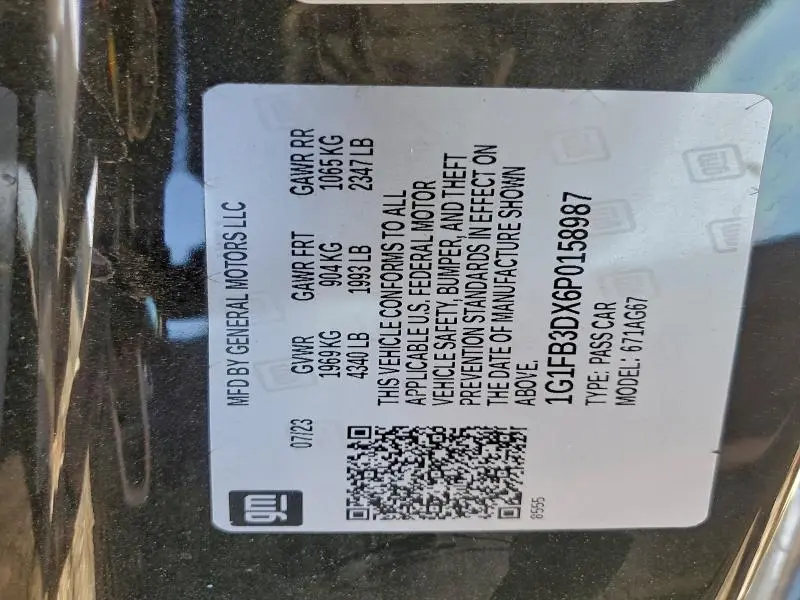 gm
MFD BY GENERAL MOTORS LLC
07/23 GVWR GAWR FRT GAWR RR
1969 KG 904 KG 1065 KG
4340 LB 1993 LB 2347 LB
THIS VEHICLE CONFORMS TO ALL
APPLICABLE U.S. FEDERAL MOTOR
VEHICLE SAFETY, BUMPER, AND THEFT
PREVENTION STANDARDS IN EFFECT ON
THE DATE OF MANUFACTURE SHOWN
ABOVE.
1G1FB3DX6P0158987
TYPE: PASS CAR
MODEL: 671AG67
8555